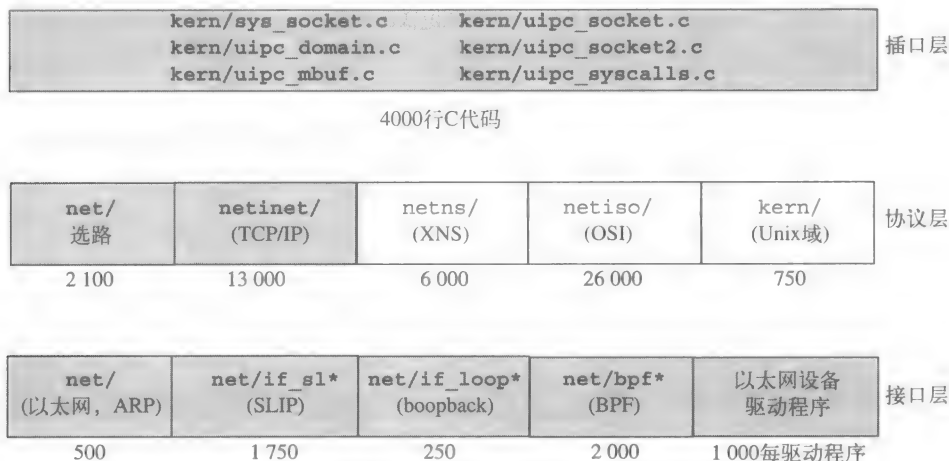 kern/sys_socket.c kern/uipc_socket.c
kern/uipc_domain.c kern/uipc_socket2.c
kern/uipc_mbuf.c kern/uipc_syscalls.c
插口层
4000行C代码
net/ netinet/ netns/ netiso/ kern/
选路 (TCP/IP) (XNS) (OSI) (Unix域)
协议层
2 100 13 000 6 000 26 000 750
net/ net/if_sl* net/if_loop* net/bpf* 以太网设备
(以太网，ARP) (SLIP) (boopback) (BPF) 驱动程序
接口层
500 1 750 250 2 000 1 000每驱动程序